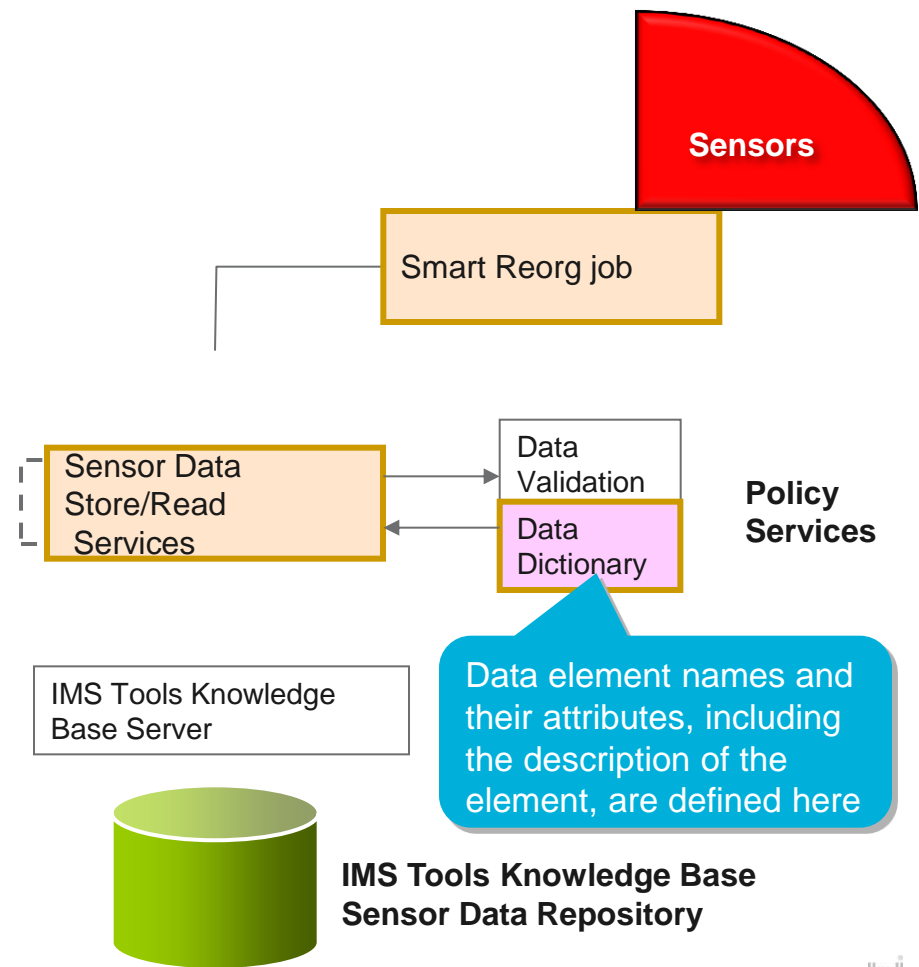 Sensors
Smart Reorg job
Sensor Data
Store/Read
Services
Data
Validation
Data
Dictionary
Policy
Services
Data element names and
their attributes, including
the description of the
element, are defined here
IMS Tools Knowledge
Base Server
IMS Tools Knowledge Base
Sensor Data Repository